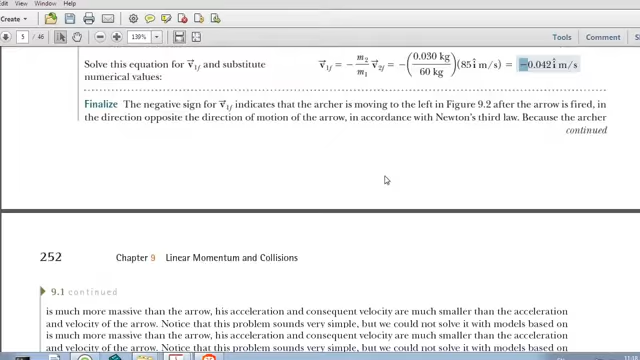 View Window Help
Create
5 / 46
139%
Tools
Comment
Solve this equation for v⃗1f and substitute numerical values:
v⃗1f = − m2/m1 v⃗2f = −(0.030 kg/60 kg)(85î m/s) = −0.042î m/s
Finalize The negative sign for v⃗1f indicates that the archer is moving to the left in Figure 9.2 after the arrow is fired, in
the direction opposite the direction of motion of the arrow, in accordance with Newton's third law. Because the archer
continued
252 Chapter 9 Linear Momentum and Collisions
9.1 continued
is much more massive than the arrow, his acceleration and consequent velocity are much smaller than the acceleration
and velocity of the arrow. Notice that this problem sounds very simple, but we could not solve it with models based on
is much more massive than the arrow, his acceleration and consequent velocity are much smaller than the acceleration
and velocity of the arrow. Notice that this problem sounds very simple, but we could not solve it with models based on